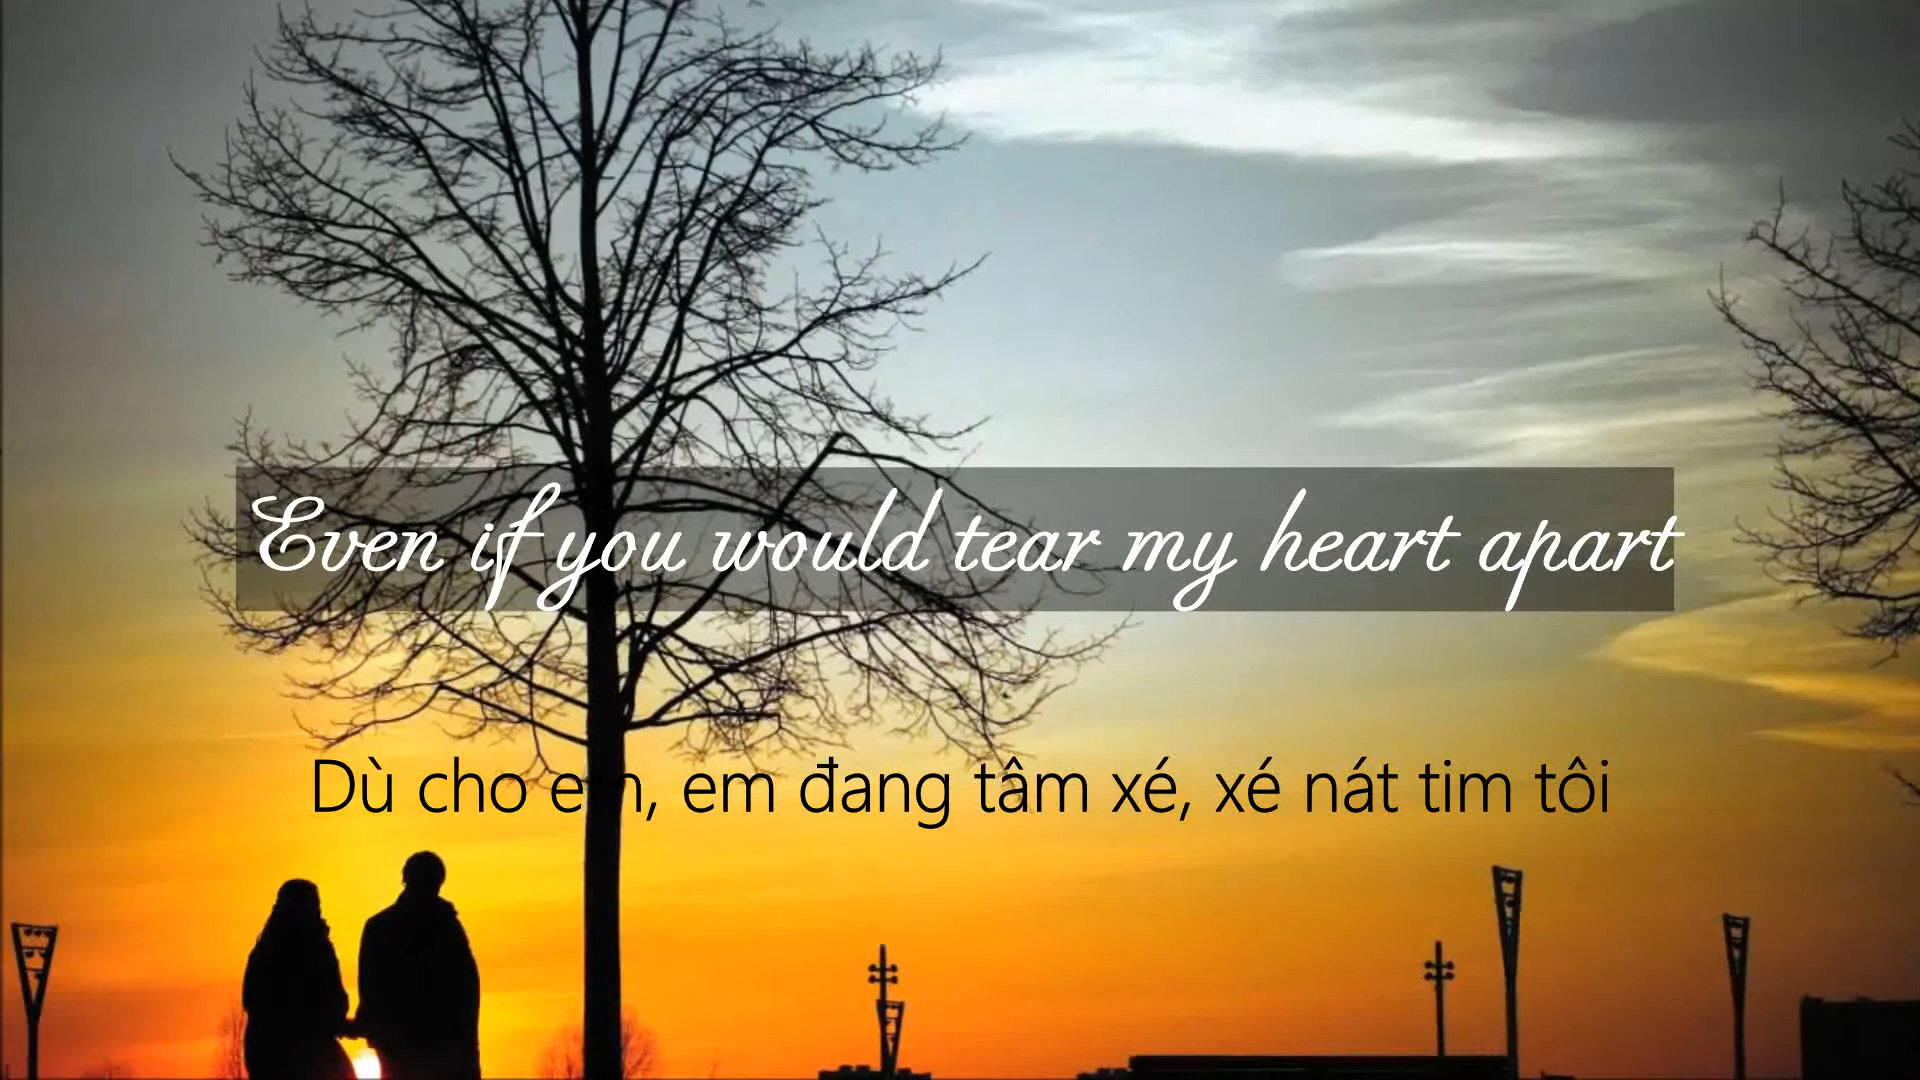 Even if you would tear my heart apart
Dù cho em, em đang tâm xé, xé nát tim tôi